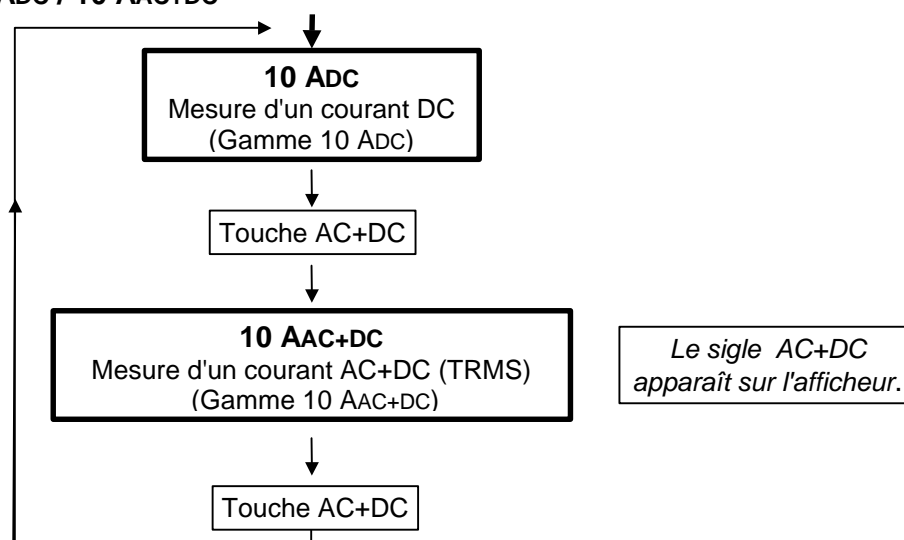 10 ADC
Mesure d'un courant DC
(Gamme 10 ADC)
Touche AC+DC
10 AAC+DC
Mesure d'un courant AC+DC (TRMS)
(Gamme 10 AAC+DC)
Le sigle AC+DC
apparaît sur l'afficheur.
Touche AC+DC